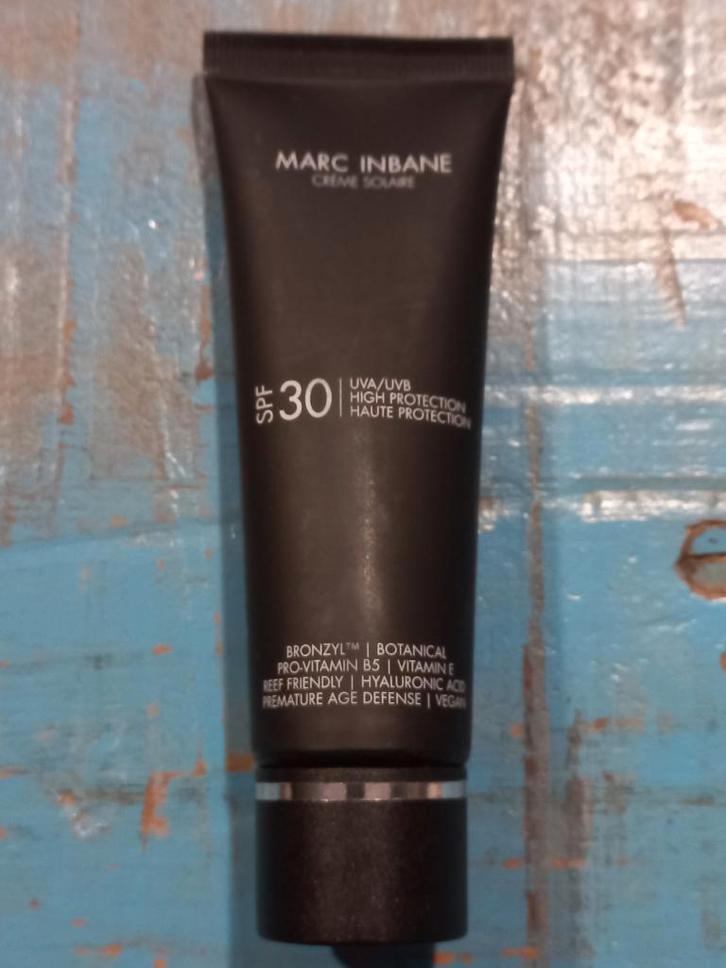 MARC INBANE
CRÈME SOLAIRE
SPF 30 | UVA/UVB
HIGH PROTECTION
HAUTE PROTECTION
BRONZYL™ | BOTANICAL
PRO-VITAMIN B5 | VITAMIN E
REEF FRIENDLY | HYALURONIC ACID
PREMATURE AGE DEFENSE | VEGAN